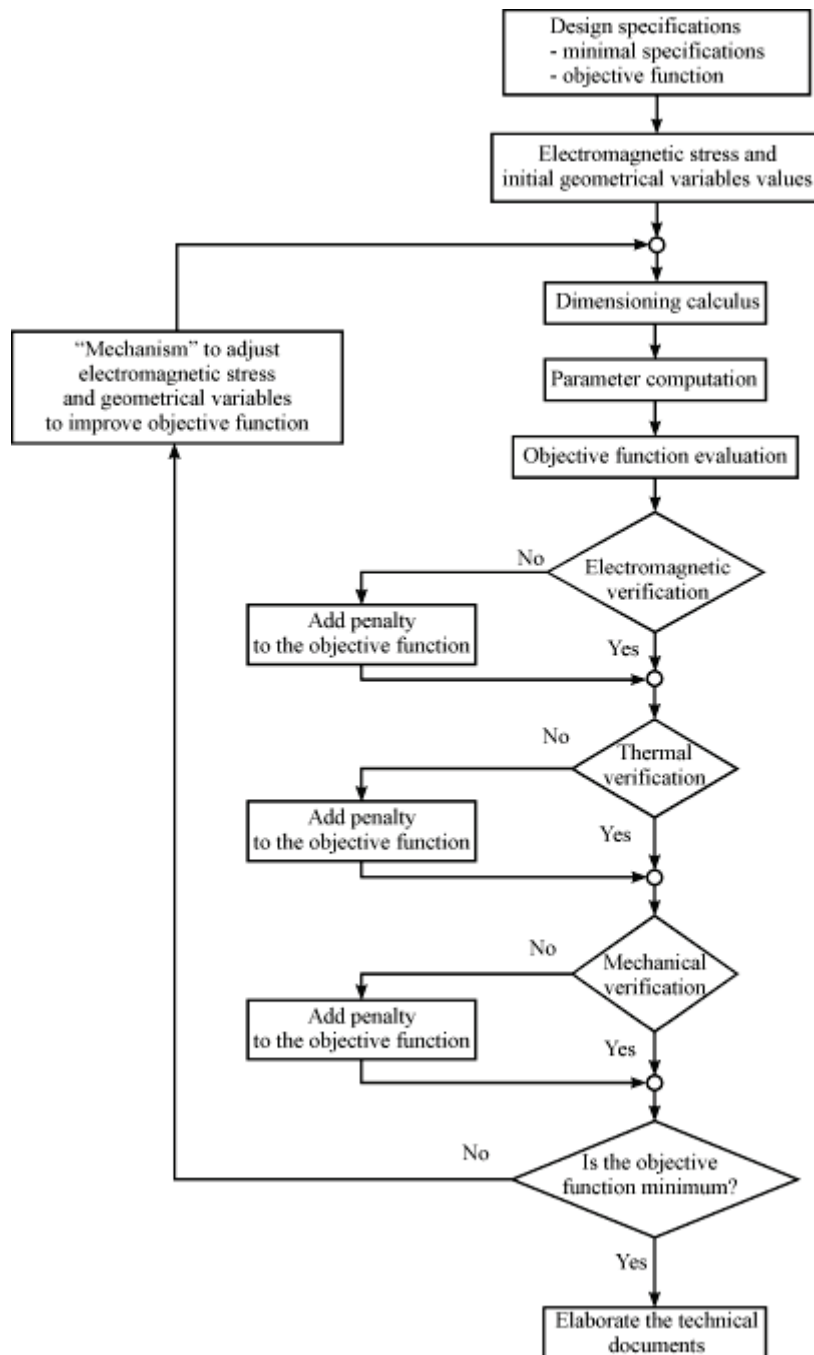 Design specifications
- minimal specifications
- objective function
Electromagnetic stress and
initial geometrical variables values
Dimensioning calculus
“Mechanism” to adjust
electromagnetic stress
and geometrical variables
to improve objective function
Parameter computation
Objective function evaluation
No
Electromagnetic
verification
Add penalty
to the objective function
Yes
No
Thermal
verification
Add penalty
to the objective function
Yes
No
Mechanical
verification
Add penalty
to the objective function
Yes
No
Is the objective
function minimum?
Yes
Elaborate the technical
documents